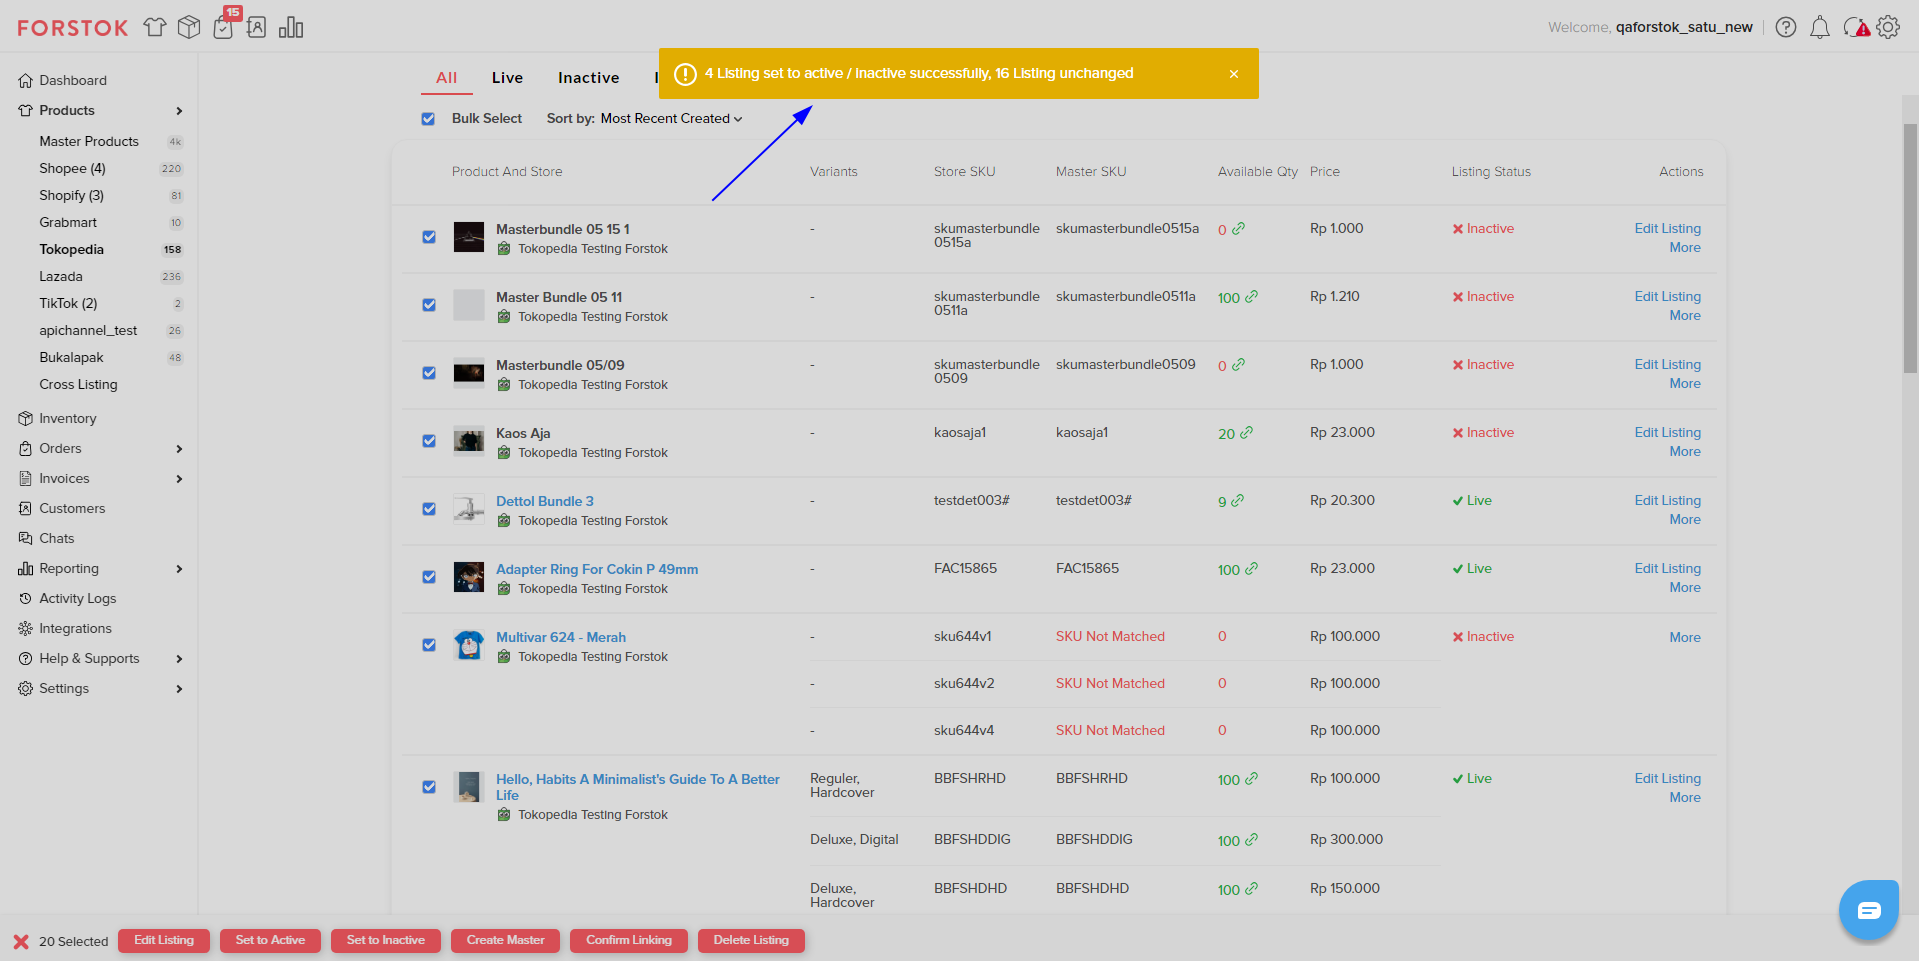 FORSTOK
15
Welcome, qaforstok_satu_new
4 Listing set to active / inactive successfully, 16 Listing unchanged
×
All
Live
Inactive
Bulk Select
Sort by: Most Recent Created
Dashboard
Products
Master Products 4k
Shopee (4) 220
Shopify (3) 81
Grabmart 10
Tokopedia 158
Lazada 236
TikTok (2) 2
apichannel_test 26
Bukalapak 48
Cross Listing
Inventory
Orders
Invoices
Customers
Chats
Reporting
Activity Logs
Integrations
Help & Supports
Settings
Product And Store Variants Store SKU Master SKU Available Qty Price Listing Status Actions
Masterbundle 05 15 1 - skumasterbundle skumasterbundle0515a 0 Rp 1.000 Inactive Edit Listing
Tokopedia Testing Forstok 0515a More
Master Bundle 05 11 - skumasterbundle skumasterbundle0511a 100 Rp 1.210 Inactive Edit Listing
Tokopedia Testing Forstok 0511a More
Masterbundle 05/09 - skumasterbundle skumasterbundle0509 0 Rp 1.000 Inactive Edit Listing
Tokopedia Testing Forstok 0509 More
Kaos Aja - kaosaja1 kaosaja1 20 Rp 23.000 Inactive Edit Listing
Tokopedia Testing Forstok More
Dettol Bundle 3 - testdet003# testdet003# 9 Rp 20.300 Live Edit Listing
Tokopedia Testing Forstok More
Adapter Ring For Cokin P 49mm - FAC15865 FAC15865 100 Rp 23.000 Live Edit Listing
Tokopedia Testing Forstok More
Multivar 624 - Merah - sku644v1 SKU Not Matched 0 Rp 100.000 Inactive More
Tokopedia Testing Forstok
- sku644v2 SKU Not Matched 0 Rp 100.000
- sku644v4 SKU Not Matched 0 Rp 100.000
Hello, Habits A Minimalist's Guide To A Better Reguler, BBFSHRHD BBFSHRHD 100 Rp 100.000 Live Edit Listing
Life Hardcover More
Tokopedia Testing Forstok
Deluxe, Digital BBFSHDDIG BBFSHDDIG 100 Rp 300.000
Deluxe, BBFSHDHD BBFSHDHD 100 Rp 150.000
Hardcover
20 Selected Edit Listing Set to Active Set to Inactive Create Master Confirm Linking Delete Listing